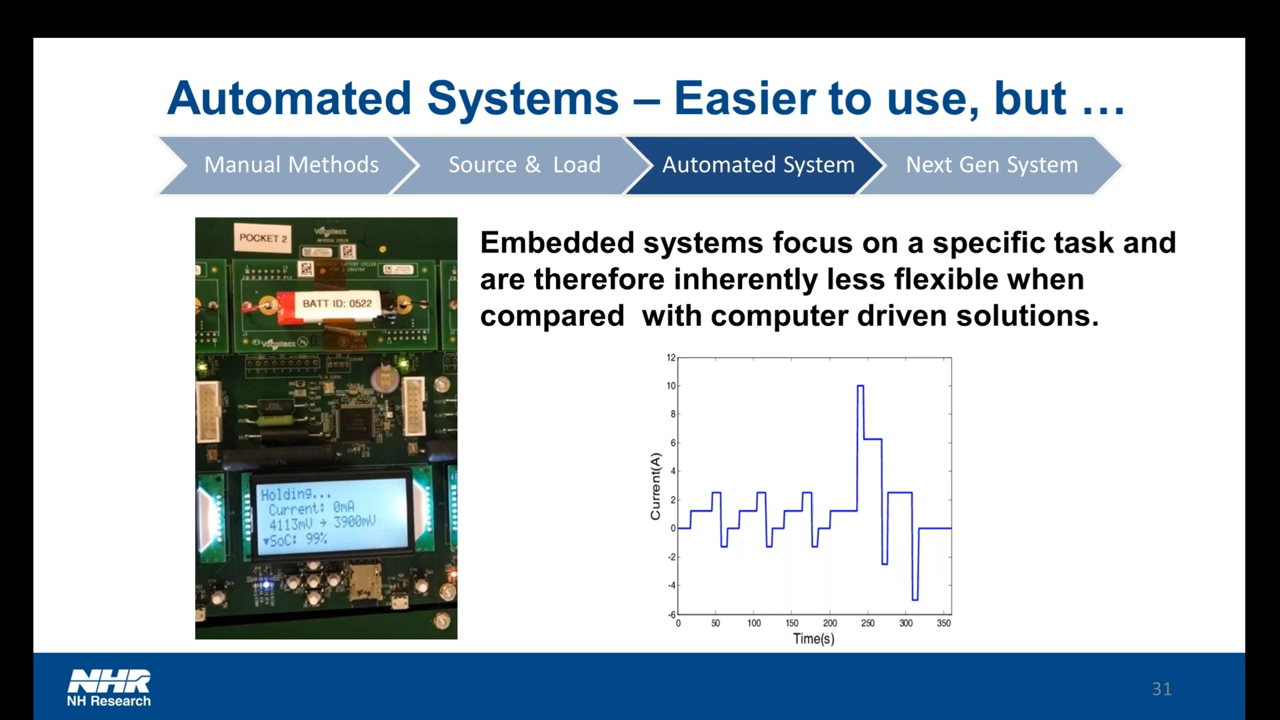 Automated Systems – Easier to use, but …
Manual Methods
Source & Load
Automated System
Next Gen System
POCKET 2
Vocollect
BATT ID: 0522
Vocollect
Holding...
Current: 0mA
4113mV → 3900mV
▼SoC: 99%
Embedded systems focus on a specific task and
are therefore inherently less flexible when
compared with computer driven solutions.
12
10
8
6
4
2
0
-2
-4
-6
Current(A)
0 50 100 150 200 250 300 350
Time(s)
NHR
NH Research
31